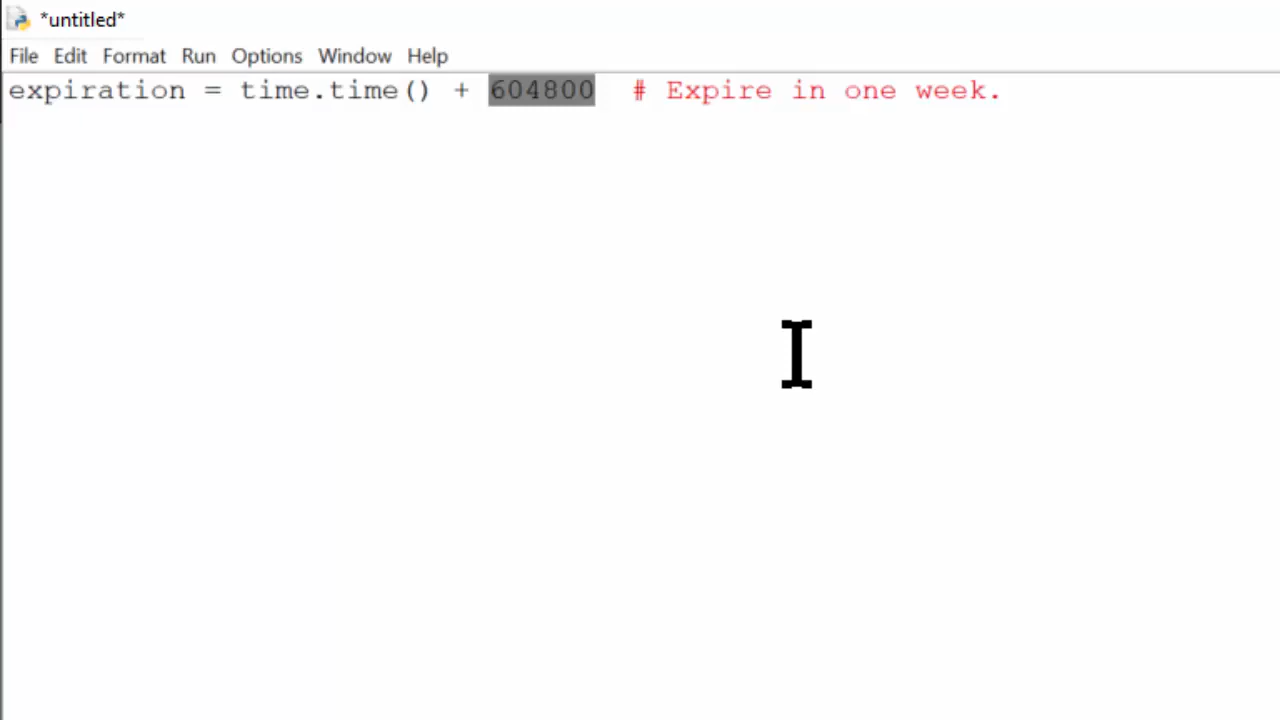 *untitled*
File Edit Format Run Options Window Help
expiration = time.time() + 604800  # Expire in one week.